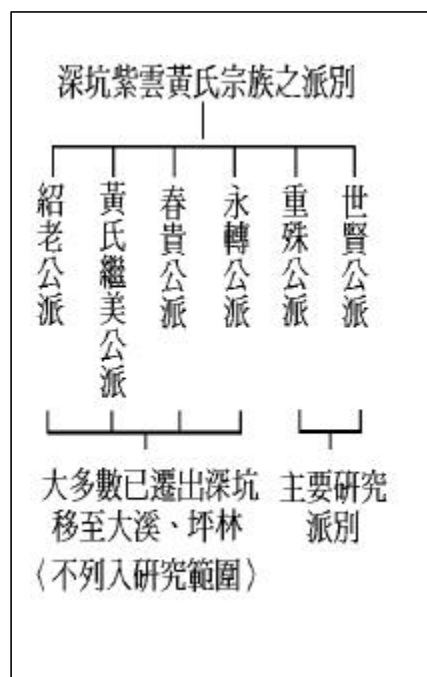 深坑紫雲黃氏宗族之派別
紹老公派
黃氏繼美公派
春貴公派
永轉公派
重殊公派
世賢公派
大多數已遷出深坑
移至大溪、坪林
〈不列入研究範圍〉
主要研究
派別